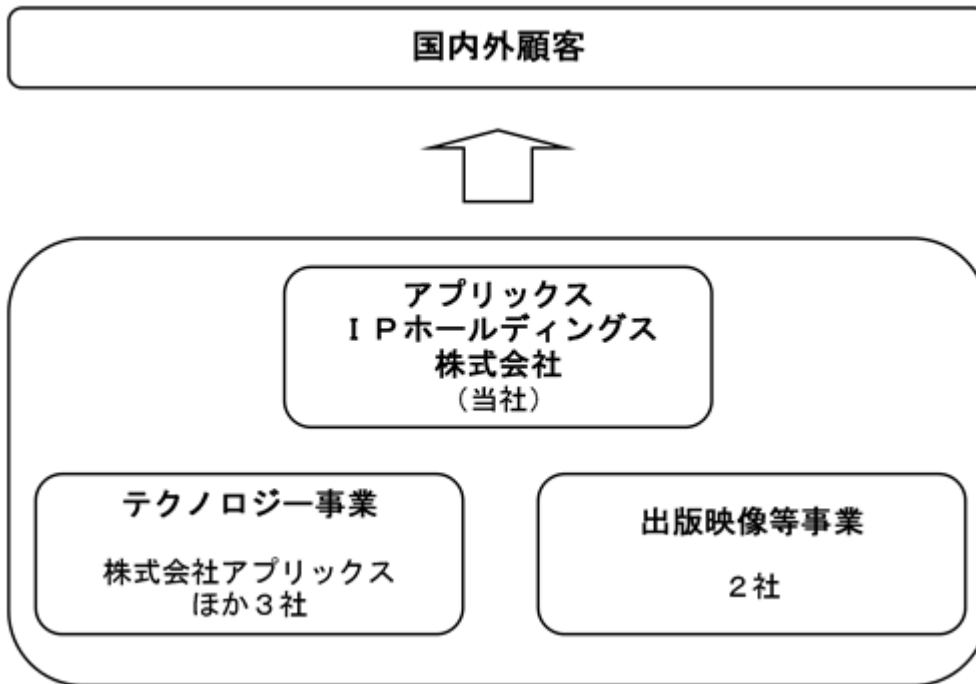 国内外顧客
アプリックス
ＩＰホールディングス
株式会社
（当社）
テクノロジー事業
株式会社アプリックス
ほか３社
出版映像等事業
２社